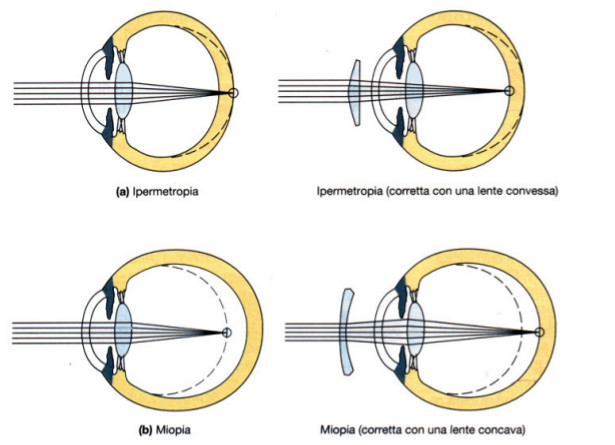 (a) Ipermetropia
Ipermetropia (corretta con una lente convessa)
(b) Miopia
Miopia (corretta con una lente concava)